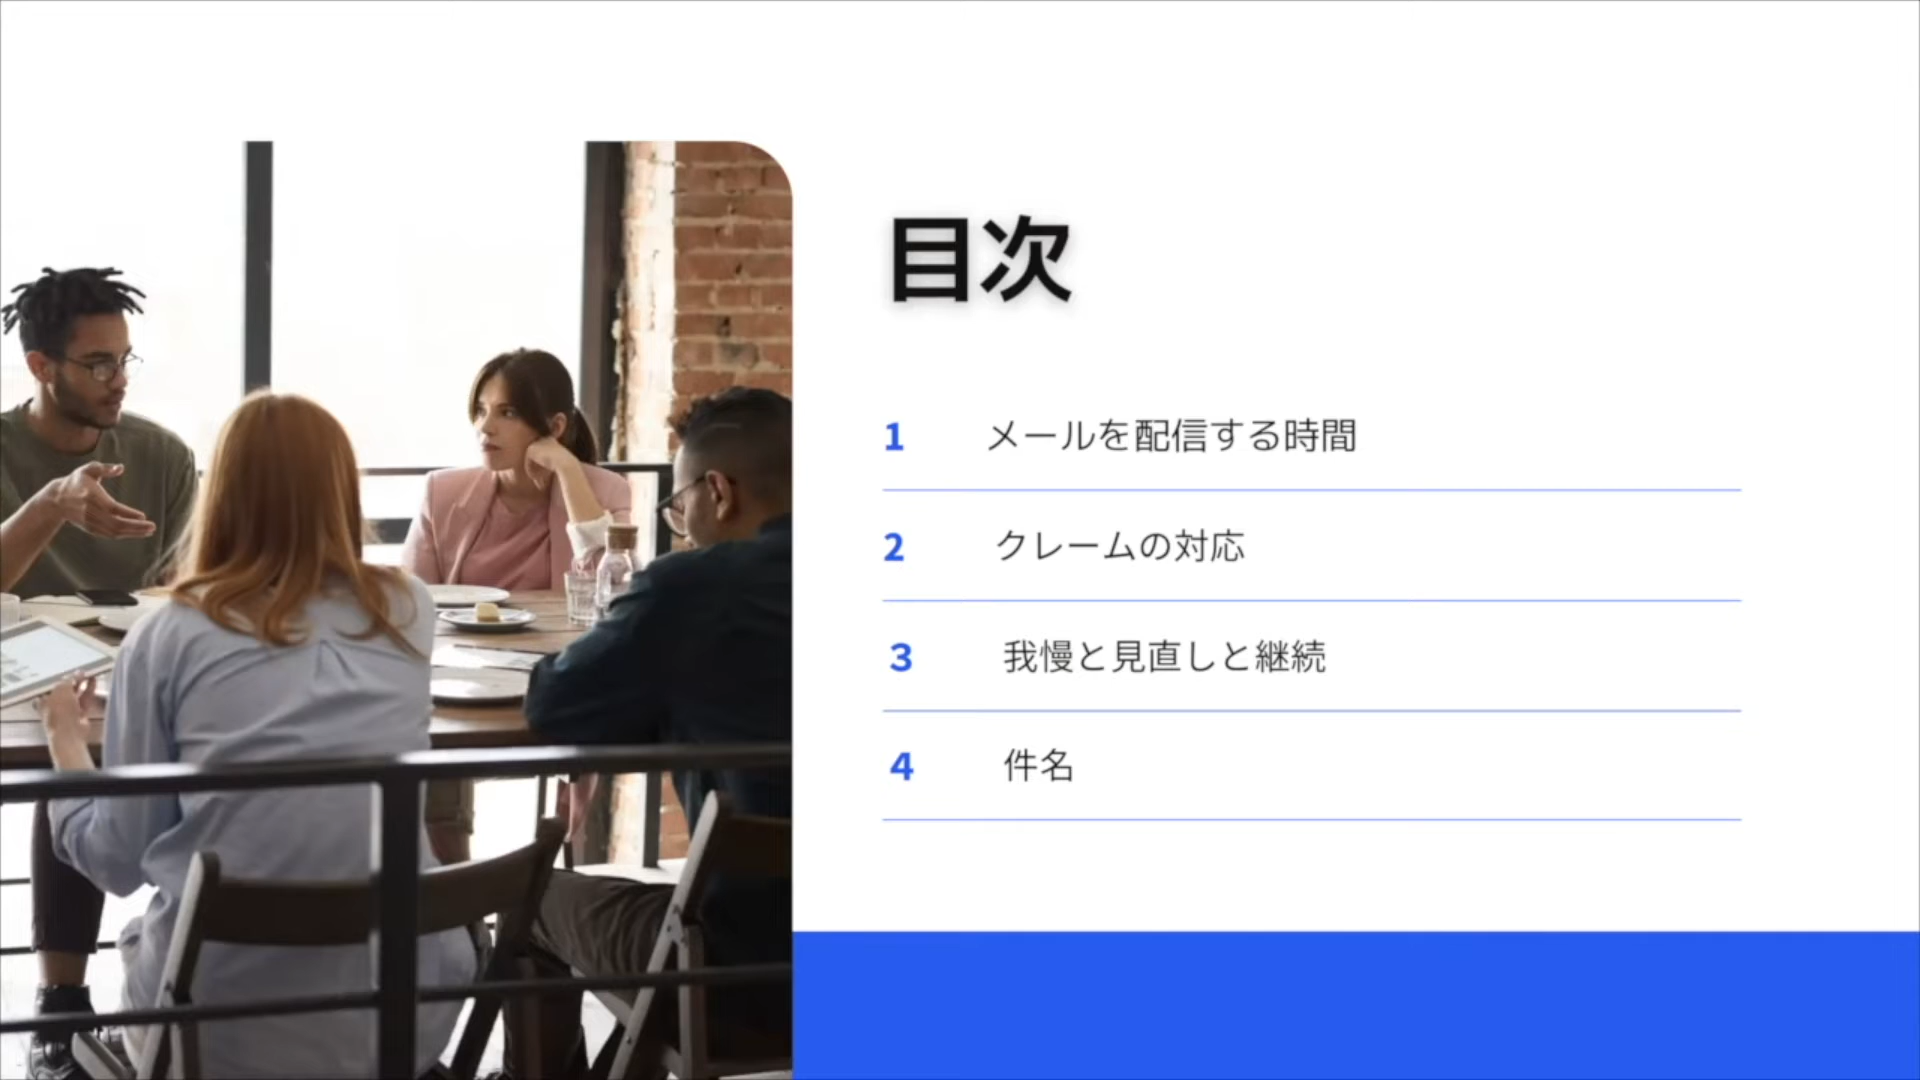 目次
1 メールを配信する時間
2 クレームの対応
3 我慢と見直しと継続
4 件名